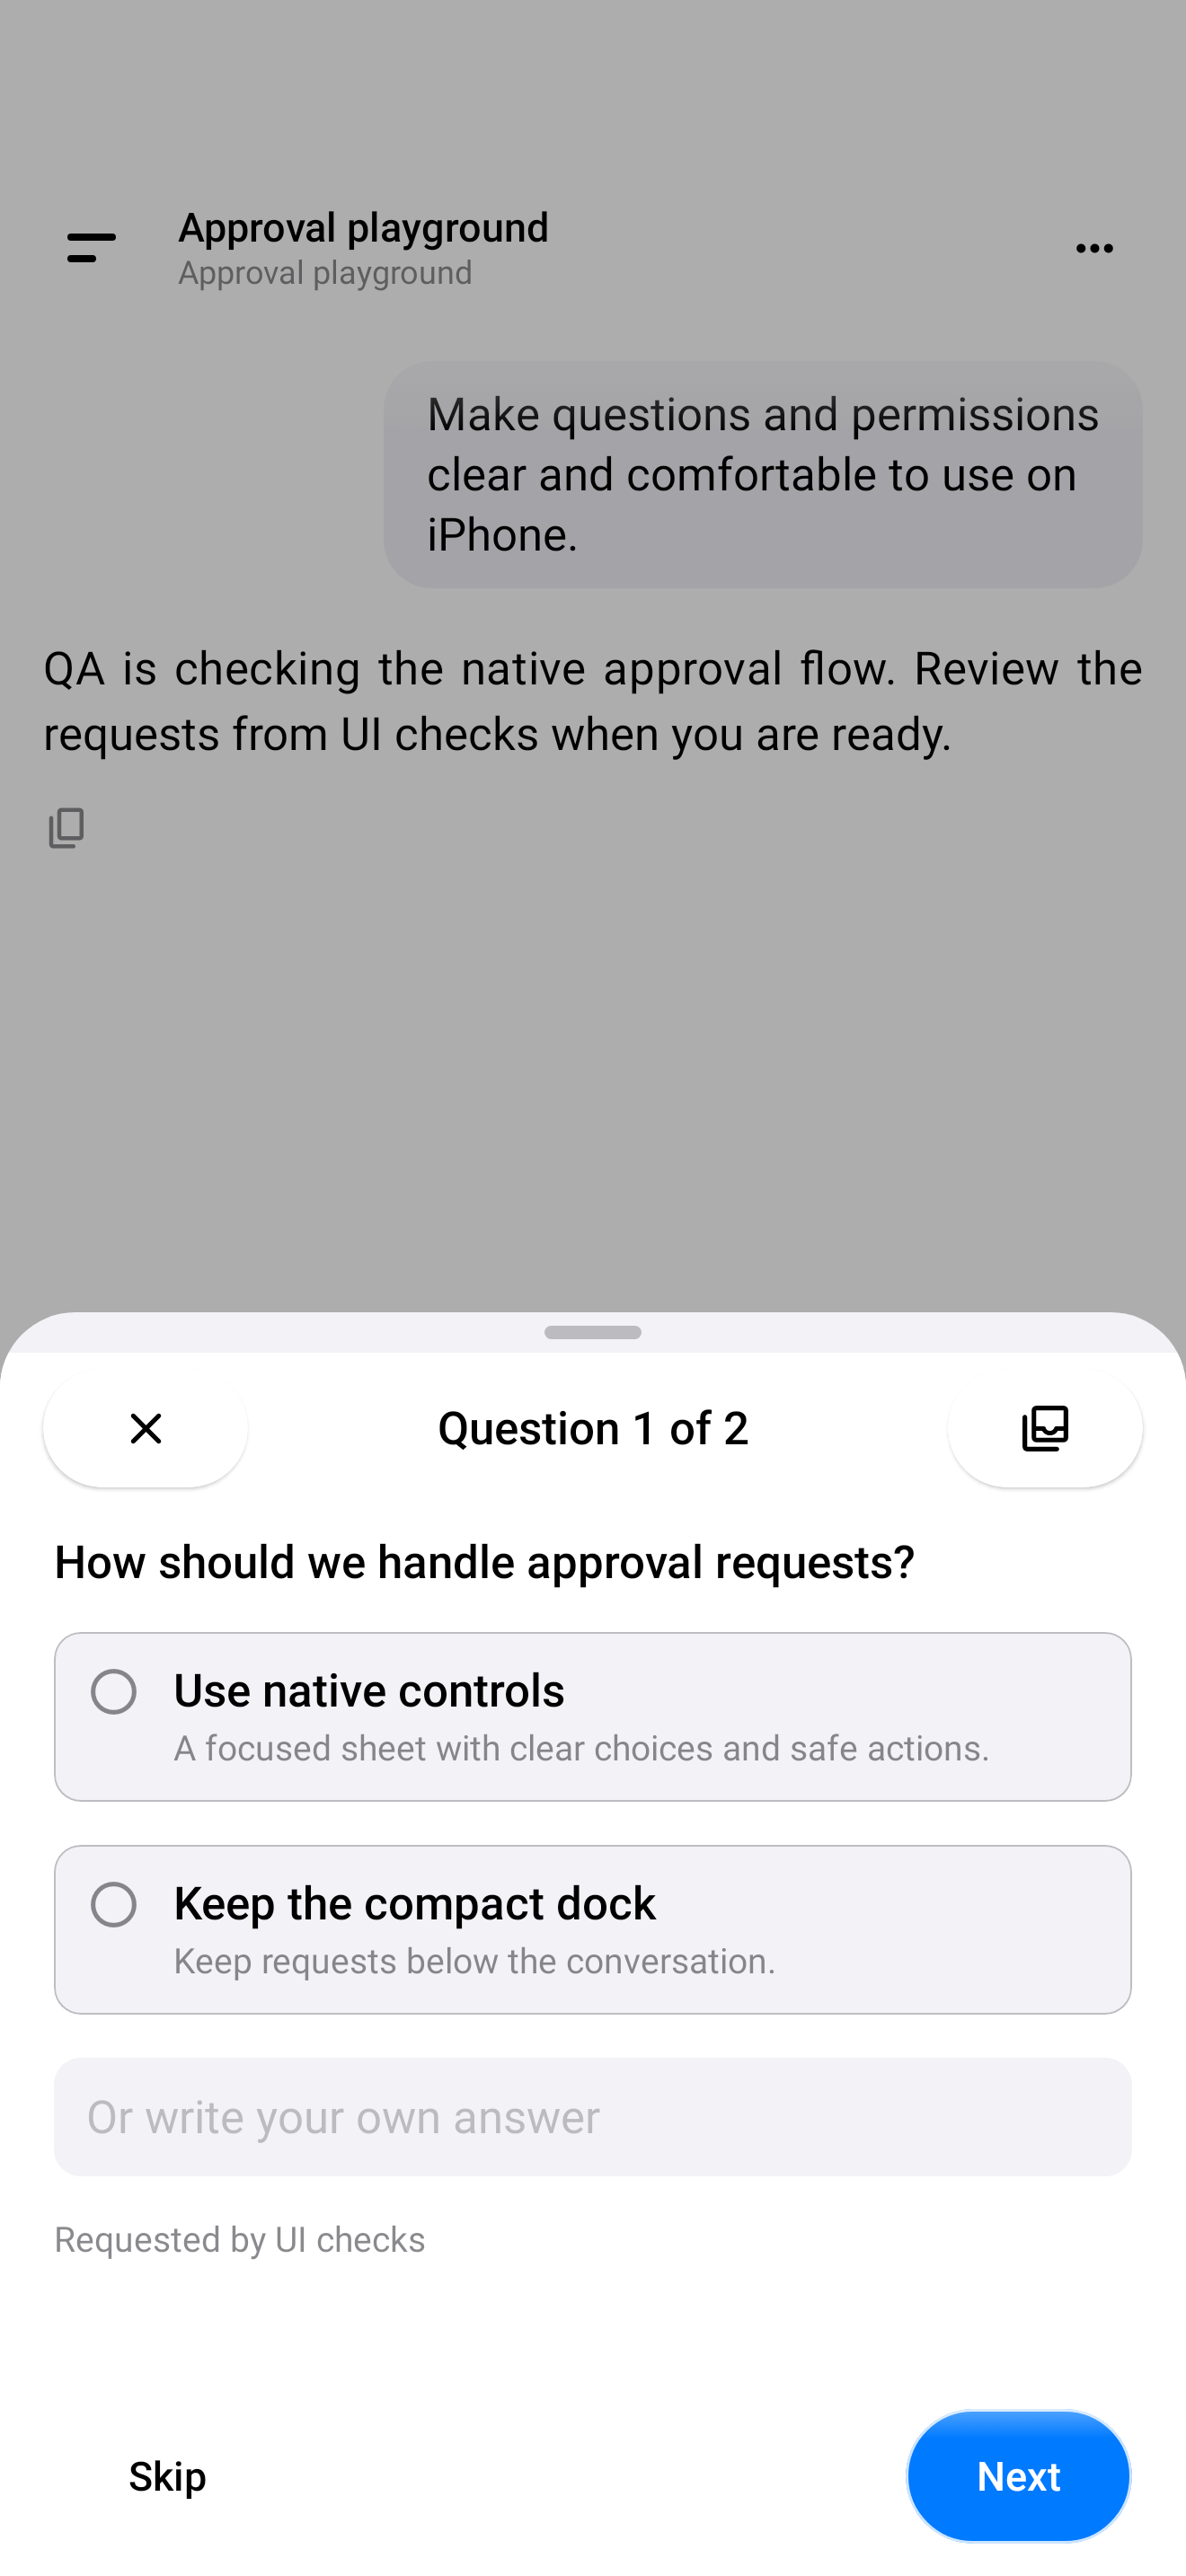 Approval playground
Approval playground
Make questions and permissions
clear and comfortable to use on
iPhone.
QA is checking the native approval flow. Review the
requests from UI checks when you are ready.
Question 1 of 2
How should we handle approval requests?
Use native controls
A focused sheet with clear choices and safe actions.
Keep the compact dock
Keep requests below the conversation.
Or write your own answer
Requested by UI checks
Skip
Next